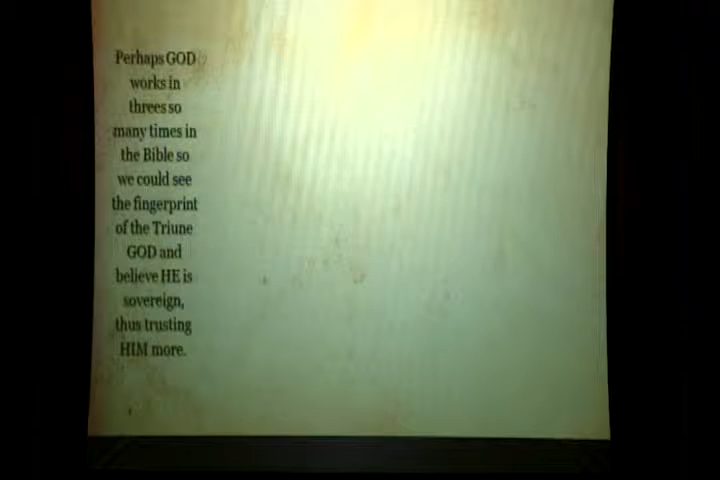 Perhaps GOD
works in
threes so
many times in
the Bible so
we could see
the fingerprint
of the Triune
GOD and
believe HE is
sovereign,
thus trusting
HIM more.